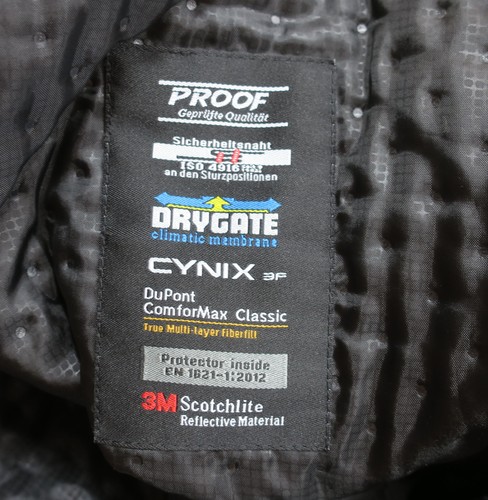 PROOF
Geprüfte Qualität
Sicherheitsnaht
ISO 4916
an den Sturzpositionen
DRYGATE
climatic membrane
CYNIX 3F
DuPont
ComforMax Classic
True Multi-layer Fiberfill
Protector inside
EN 1621-1:2012
3M Scotchlite
Reflective Material